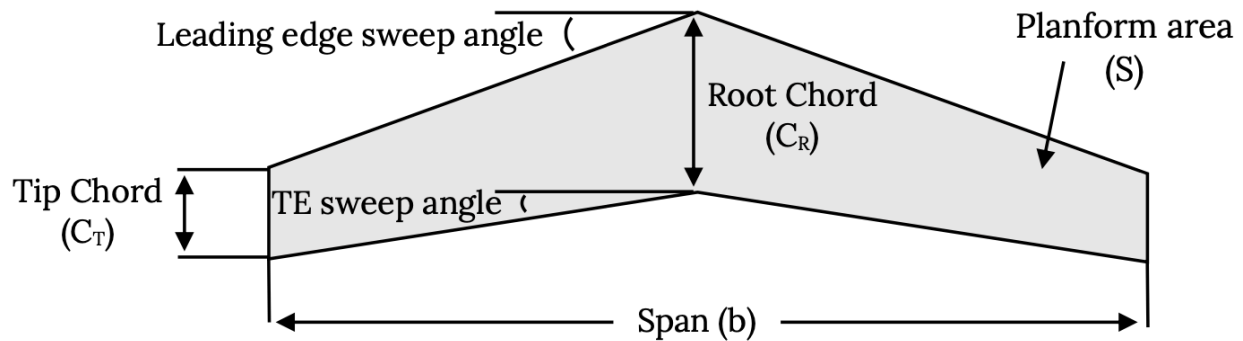 Leading edge sweep angle
Planform area
(S)
Root Chord
(CR)
Tip Chord
(CT)
TE sweep angle
Span (b)